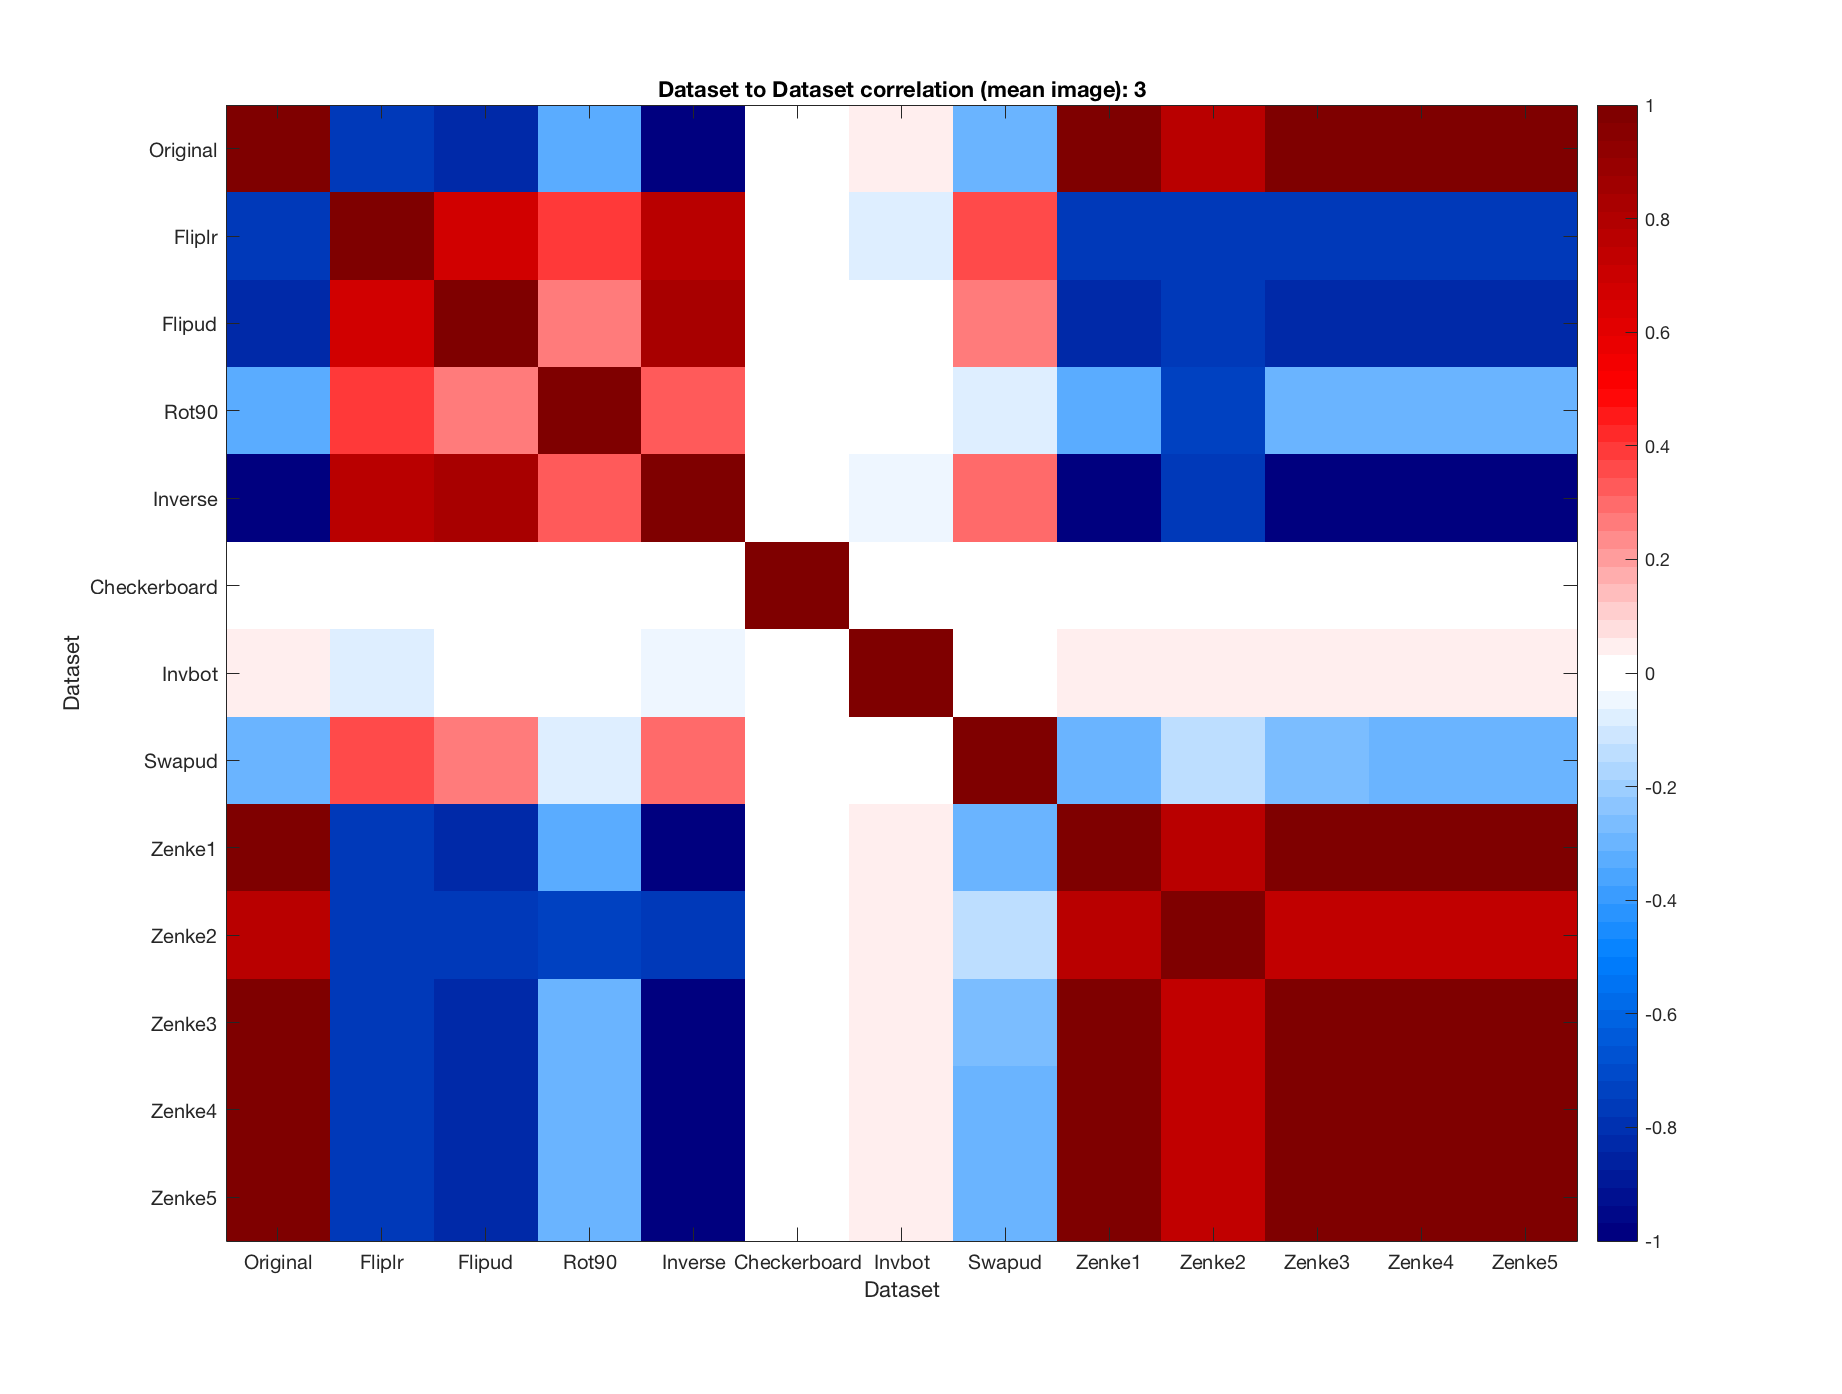 Dataset to Dataset correlation (mean image): 3
Original
Fliplr
Flipud
Rot90
Inverse
Checkerboard
Invbot
Swapud
Zenke1
Zenke2
Zenke3
Zenke4
Zenke5
Dataset
Original Fliplr Flipud Rot90 Inverse Checkerboard Invbot Swapud Zenke1 Zenke2 Zenke3 Zenke4 Zenke5
Dataset
1
0.8
0.6
0.4
0.2
0
-0.2
-0.4
-0.6
-0.8
-1